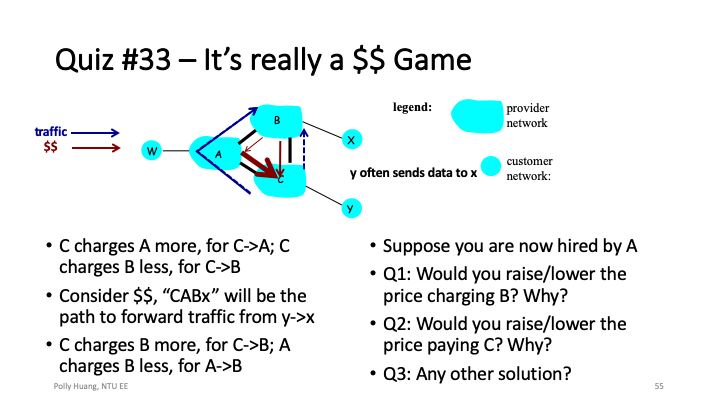 Quiz #33 – It's really a $$ Game
traffic
$$
W
A
B
C
X
y
legend:
provider
network
customer
network:
y often sends data to x
• C charges A more, for C->A; C
charges B less, for C->B
• Consider $$, “CABx” will be the
path to forward traffic from y->x
• C charges B more, for C->B; A
charges B less, for A->B
• Suppose you are now hired by A
• Q1: Would you raise/lower the
price charging B? Why?
• Q2: Would you raise/lower the
price paying C? Why?
• Q3: Any other solution?
Polly Huang, NTU EE
55